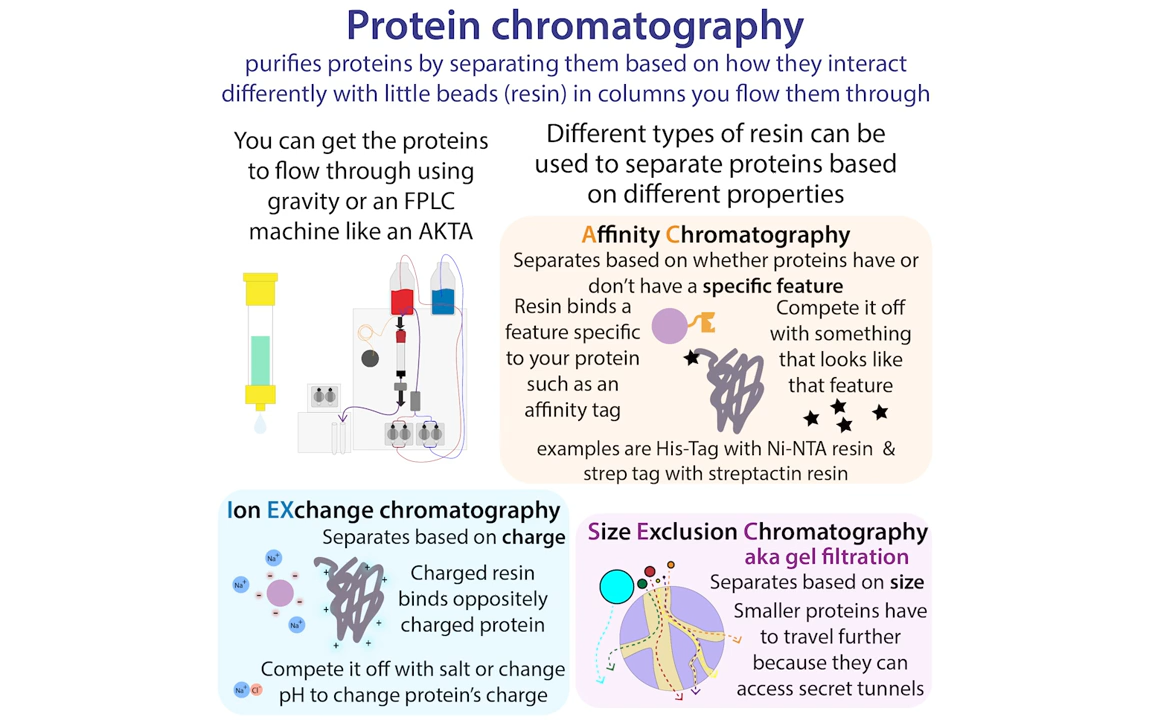 Protein chromatography
purifies proteins by separating them based on how they interact
differently with little beads (resin) in columns you flow them through
You can get the proteins
to flow through using
gravity or an FPLC
machine like an AKTA
Different types of resin can be
used to separate proteins based
on different properties
Affinity Chromatography
Separates based on whether proteins have or
don't have a specific feature
Resin binds a
feature specific
to your protein
such as an
affinity tag
Compete it off
with something
that looks like
that feature
examples are His-Tag with Ni-NTA resin &
strep tag with streptactin resin
Ion EXchange chromatography
Separates based on charge
Na+
Na+
Na+
Charged resin
binds oppositely
charged protein
Compete it off with salt or change
pH to change protein's charge
Na+ Cl-
Size Exclusion Chromatography
aka gel filtration
Separates based on size
Smaller proteins have
to travel further
because they can
access secret tunnels